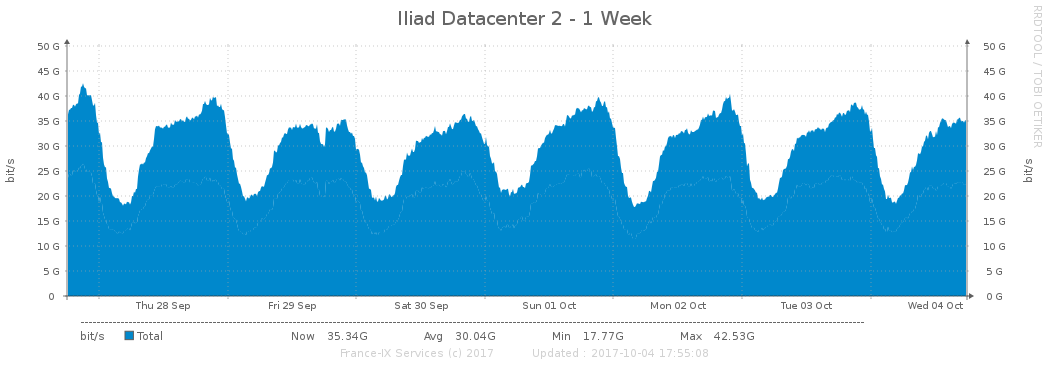 Iliad Datacenter 2 - 1 Week
RRDTOOL / TOBI OETIKER
50 G 50 G
45 G 45 G
40 G 40 G
35 G 35 G
30 G 30 G
25 G 25 G
20 G 20 G
15 G 15 G
10 G 10 G
5 G 5 G
0 0 G
bit/s bit/s
Thu 28 Sep Fri 29 Sep Sat 30 Sep Sun 01 Oct Mon 02 Oct Tue 03 Oct Wed 04 Oct
bit/s Total Now 35.34G Avg 30.04G Min 17.77G Max 42.53G
France-IX Services (c) 2017 Updated : 2017-10-04 17:55:08